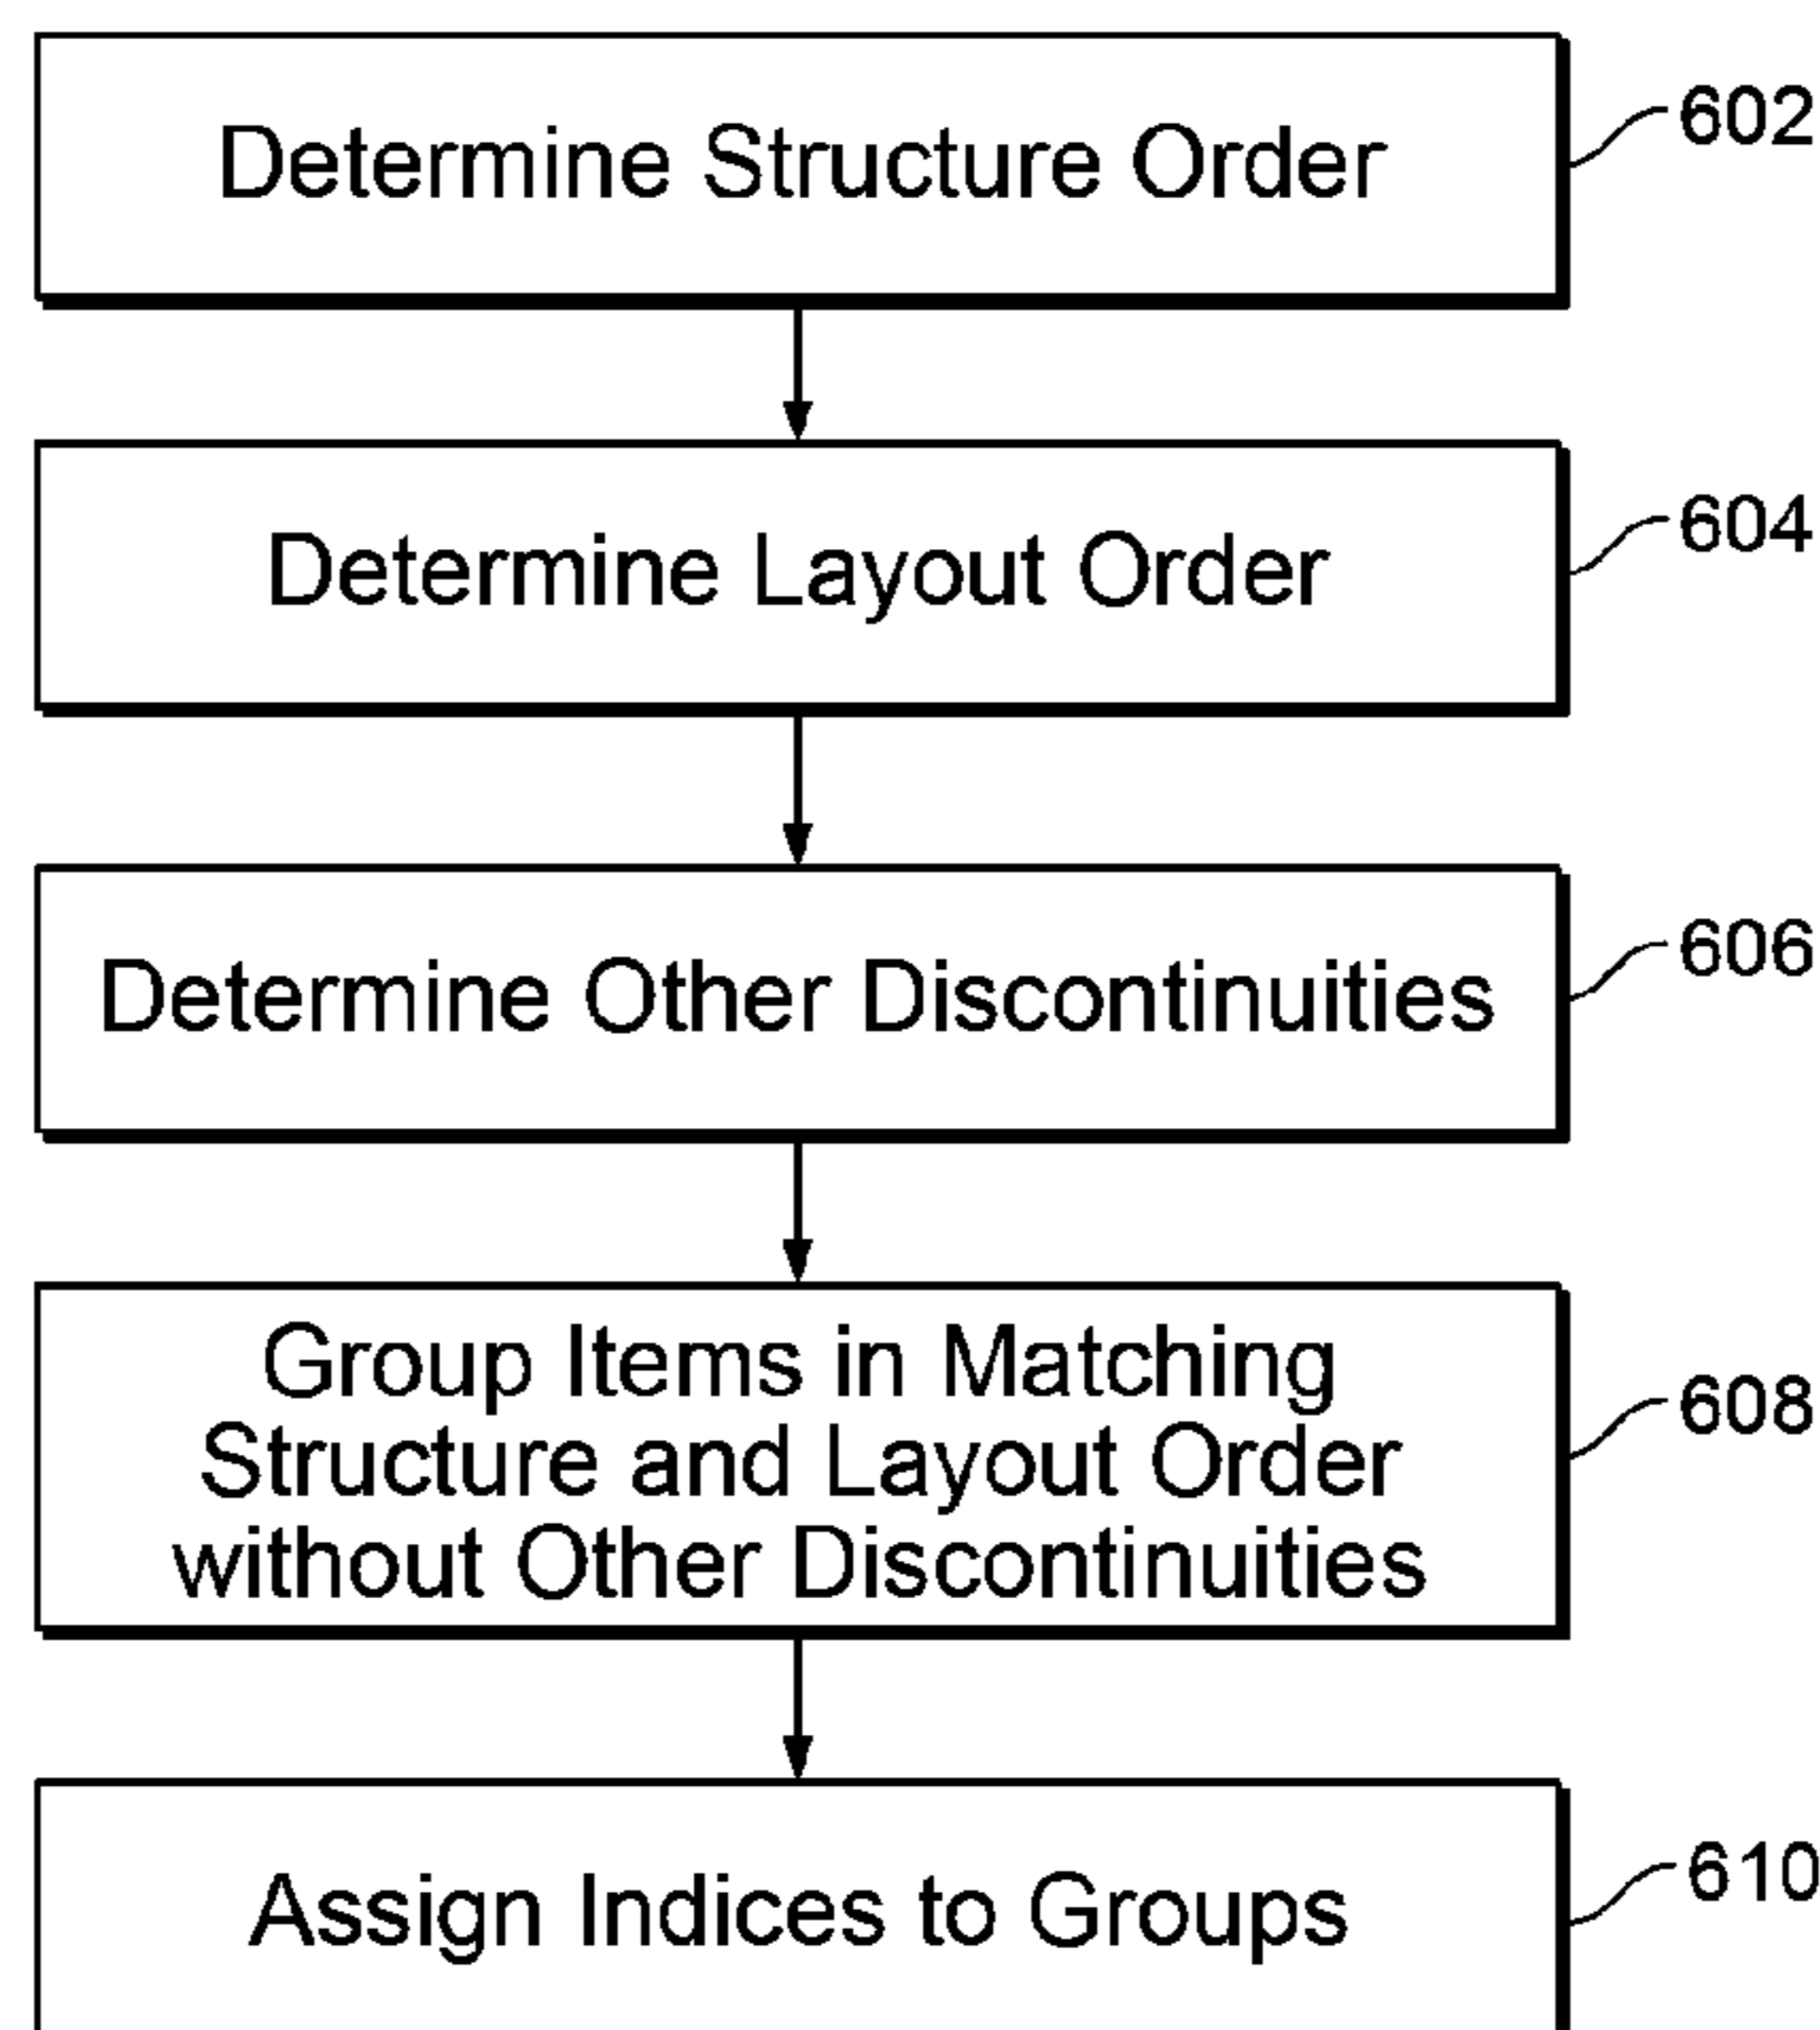 Determine Structure Order
602
Determine Layout Order
604
Determine Other Discontinuities
606
Group Items in Matching
Structure and Layout Order
without Other Discontinuities
608
Assign Indices to Groups
610